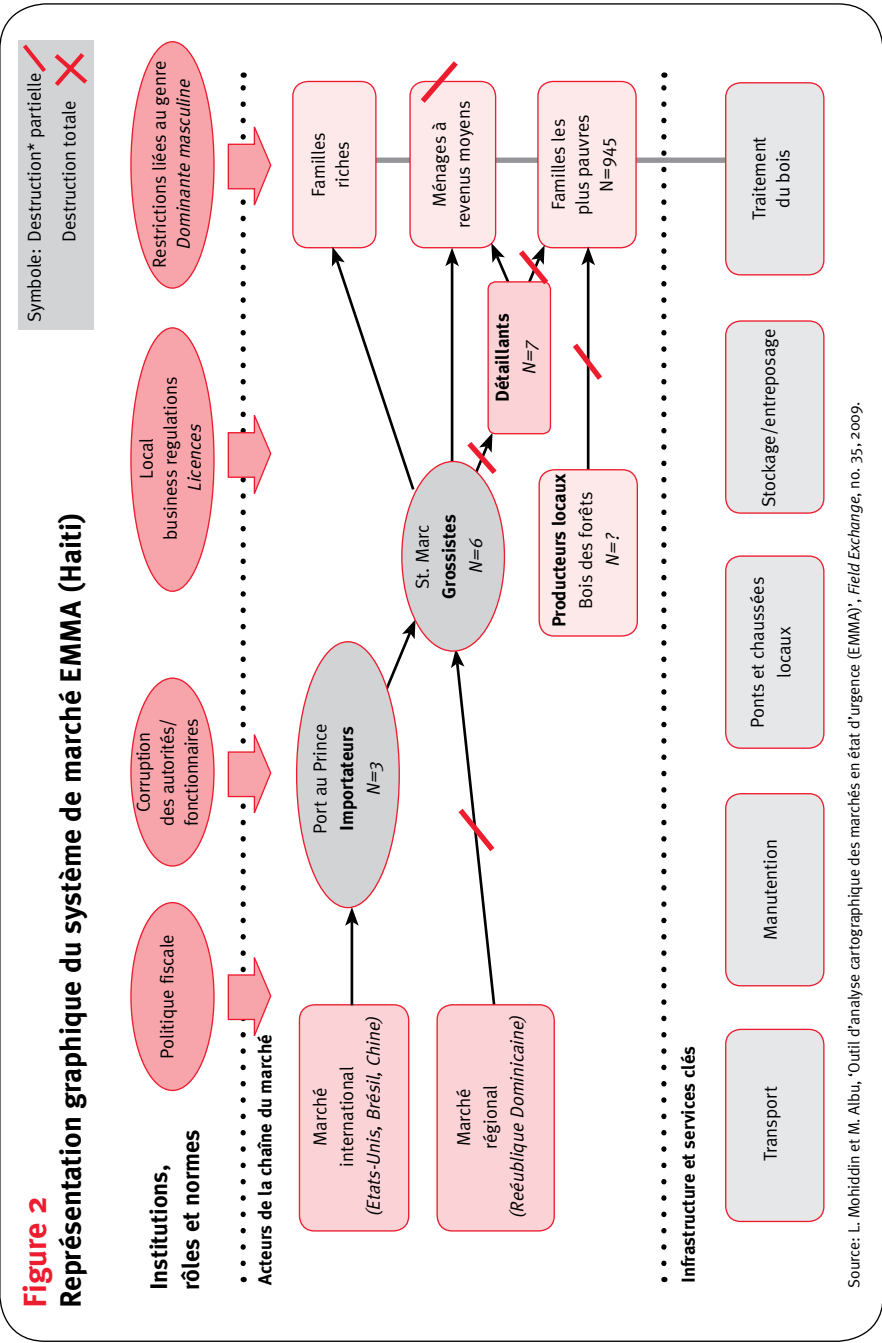 Figure 2
Représentation graphique du système de marché EMMA (Haiti)
Symbole: Destruction* partielle
Destruction totale
Institutions,
rôles et normes
Politique fiscale
Corruption
des autorités/
fonctionnaires
Local
business regulations
Licences
Restrictions liées au genre
Dominante masculine
Acteurs de la chaîne du marché
Marché
international
(Etats-Unis, Brésil, Chine)
Marché
régional
(Reéublique Dominicaine)
Port au Prince
Importateurs
N=3
St. Marc
Grossistes
N=6
Producteurs locaux
Bois des forêts
N=?
Détaillants
N=7
Familles
riches
Ménages à
revenus moyens
Familles les
plus pauvres
N=945
Infrastructure et services clés
Transport
Manutention
Ponts et chaussées
locaux
Stockage/entreposage
Traitement
du bois
Source: L. Mohiddin et M. Albu, ‘Outil d’analyse cartographique des marchés en état d’urgence (EMMA)’, Field Exchange, no. 35, 2009.